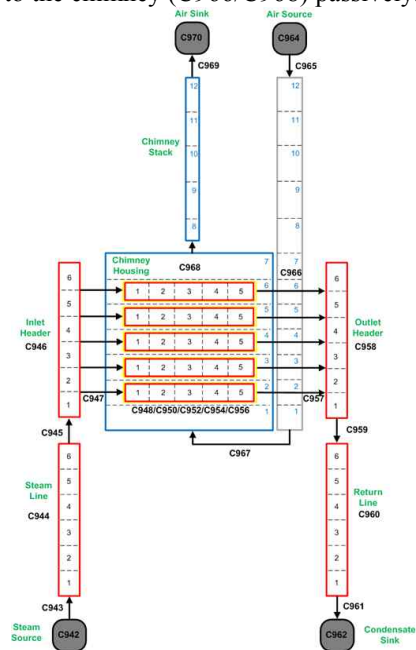 to the chimney (C966/C968) passively.
Air Sink
Air Source
C970
C964
C969
C965
12
11
10
9
8
Chimney
Stack
12
11
10
9
8
7
C966
6
5
4
3
2
1
Chimney
Housing
C968
7
6
5
4
3
2
1
1 2 3 4 5
1 2 3 4 5
1 2 3 4 5
1 2 3 4 5
1 2 3 4 5
C948/C950/C952/C954/C956
C947
C957
C967
Inlet
Header
C946
6
5
4
3
2
1
Outlet
Header
C958
6
5
4
3
2
1
C945
C959
Steam
Line
C944
6
5
4
3
2
1
Return
Line
C960
6
5
4
3
2
1
C943
C961
Steam
Source
C942
C962
Condensate
Sink